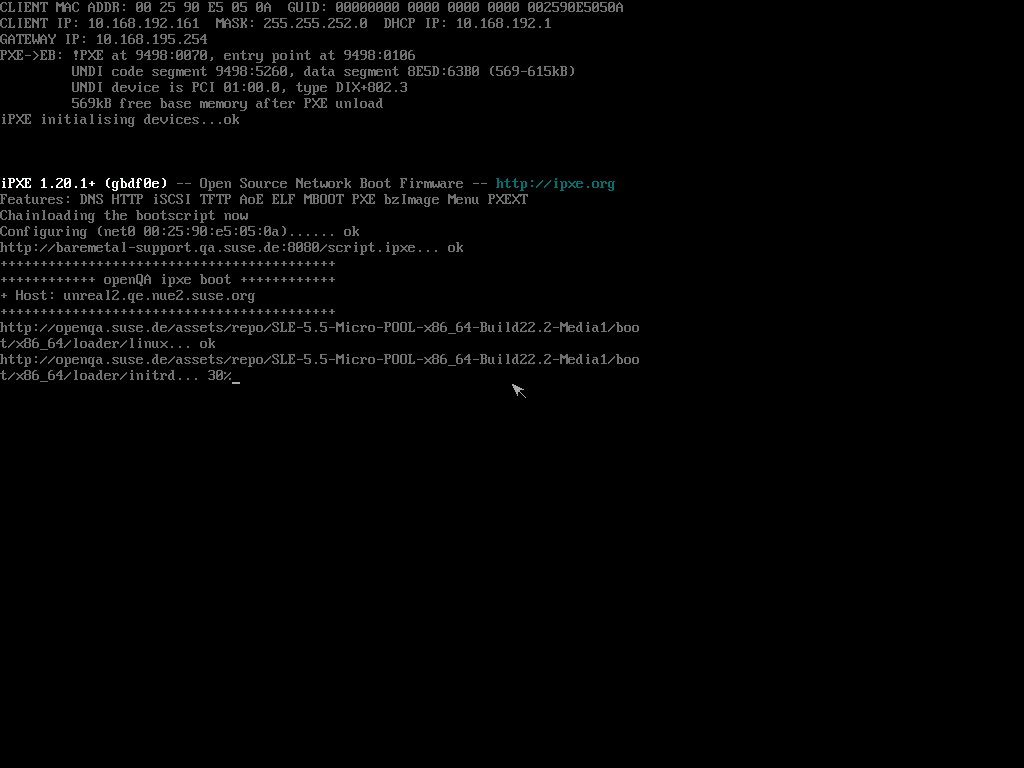 CLIENT MAC ADDR: 00 25 90 E5 05 0A  GUID: 00000000 0000 0000 0000 002590E5050A
CLIENT IP: 10.168.192.161  MASK: 255.255.252.0  DHCP IP: 10.168.192.1
GATEWAY IP: 10.168.195.254
PXE->EB: !PXE at 9498:0070, entry point at 9498:0106
         UNDI code segment 9498:5260, data segment 8E5D:63B0 (569-615kB)
         UNDI device is PCI 01:00.0, type DIX+802.3
         569kB free base memory after PXE unload
iPXE initialising devices...ok
iPXE 1.20.1+ (gbdf0e) -- Open Source Network Boot Firmware -- http://ipxe.org
Features: DNS HTTP iSCSI TFTP AoE ELF MBOOT PXE bzImage Menu PXEXT
Chainloading the bootscript now
Configuring (net0 00:25:90:e5:05:0a)...... ok
http://baremetal-support.qa.suse.de:8080/script.ipxe... ok
++++++++++++++++++++++++++++++++++++++++++
++++++++++++ openQA ipxe boot ++++++++++++
+ Host: unreal2.qe.nue2.suse.org
++++++++++++++++++++++++++++++++++++++++++
http://openqa.suse.de/assets/repo/SLE-5.5-Micro-POOL-x86_64-Build22.2-Media1/boo
t/x86_64/loader/linux... ok
http://openqa.suse.de/assets/repo/SLE-5.5-Micro-POOL-x86_64-Build22.2-Media1/boo
t/x86_64/loader/initrd... 30%_